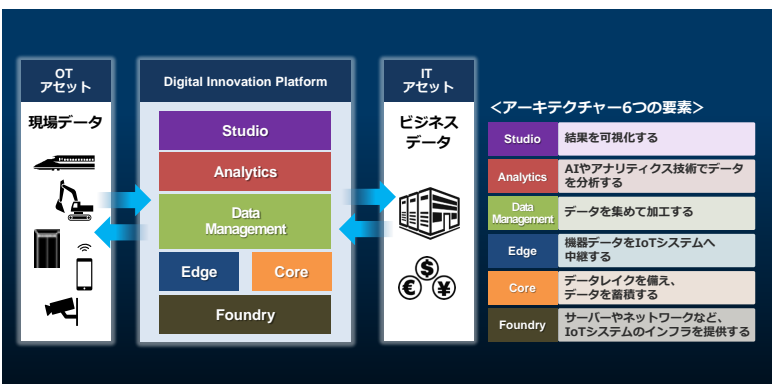 OT
アセット
現場データ
Digital Innovation Platform
Studio
Analytics
Data
Management
Edge
Core
Foundry
IT
アセット
ビジネス
データ
$
€
¥
＜アーキテクチャー6つの要素＞
Studio
結果を可視化する
Analytics
AIやアナリティクス技術でデータ
を分析する
Data
Management
データを集めて加工する
Edge
機器データをIoTシステムへ
中継する
Core
データレイクを備え、
データを蓄積する
Foundry
サーバーやネットワークなど、
IoTシステムのインフラを提供する